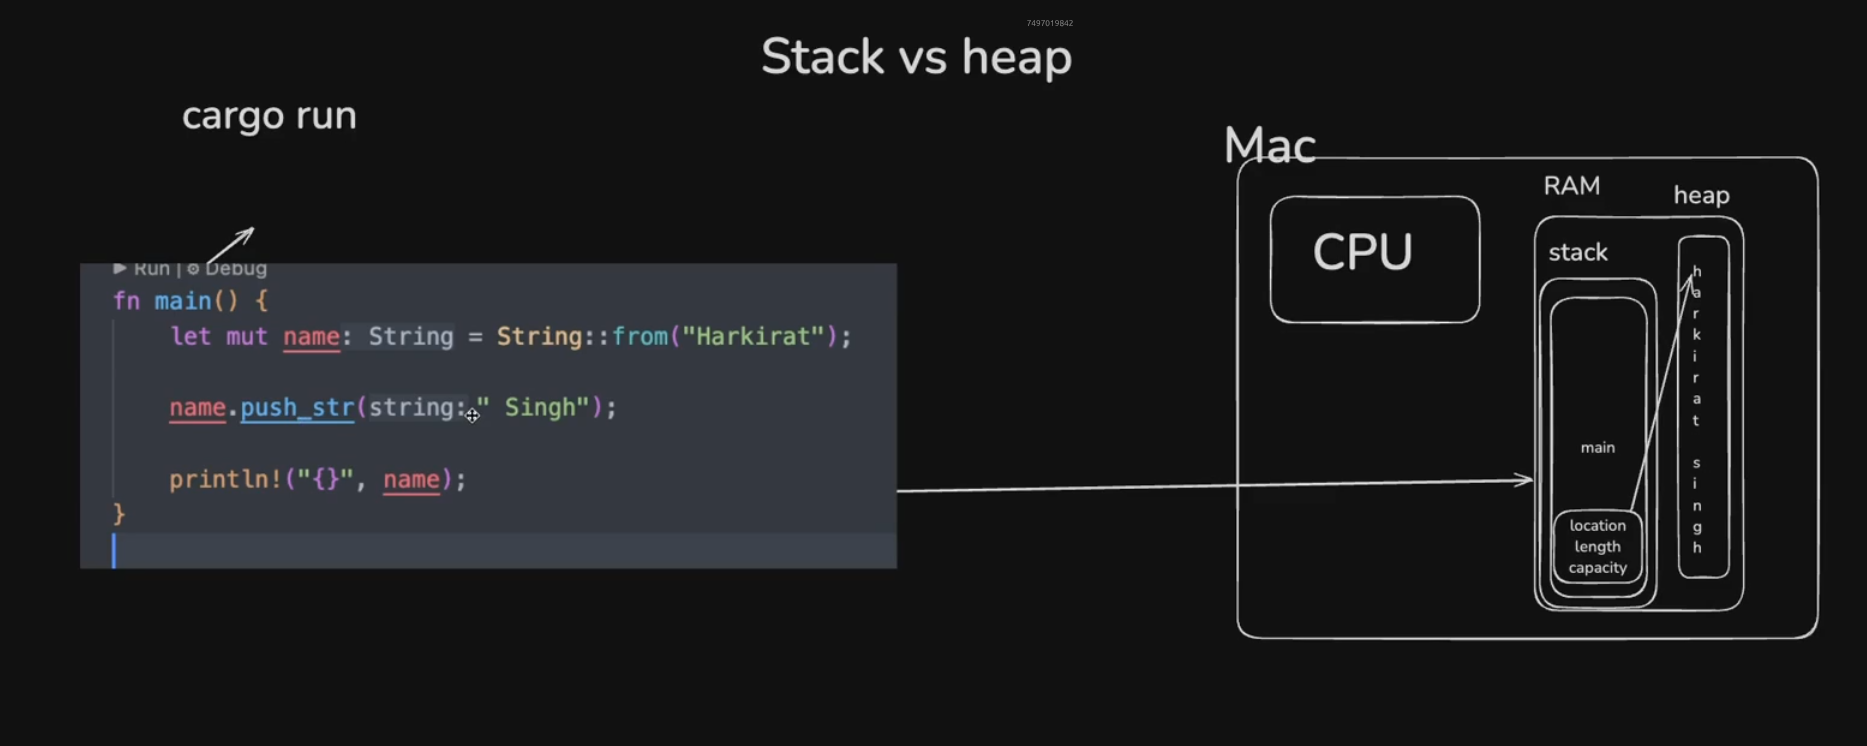 7497019842
Stack vs heap
cargo run
Mac
RAM
heap
CPU
stack
▶ Run | ⚙ Debug
fn main() {
let mut name: String = String::from("Harkirat");
name.push_str(string:" Singh");
println!("{}", name);
}
main
location
length
capacity
h
a
r
k
i
r
a
t
s
i
n
g
h